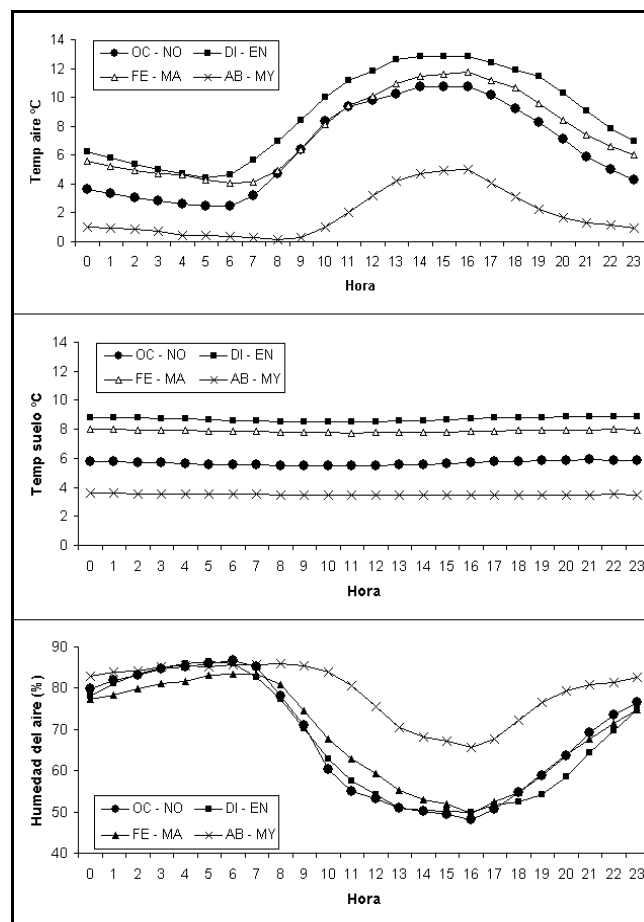 14
12
10
8
6
4
2
0
Temp aire °C
OC - NO DI - EN
FE - MA AB - MY
0 1 2 3 4 5 6 7 8 9 10 11 12 13 14 15 16 17 18 19 20 21 22 23
Hora
14
12
10
8
6
4
2
0
Temp suelo °C
OC - NO DI - EN
FE - MA AB - MY
0 1 2 3 4 5 6 7 8 9 10 11 12 13 14 15 16 17 18 19 20 21 22 23
Hora
90
80
70
60
50
40
Humedad del aire (%)
OC - NO DI - EN
FE - MA AB - MY
0 1 2 3 4 5 6 7 8 9 10 11 12 13 14 15 16 17 18 19 20 21 22 23
Hora